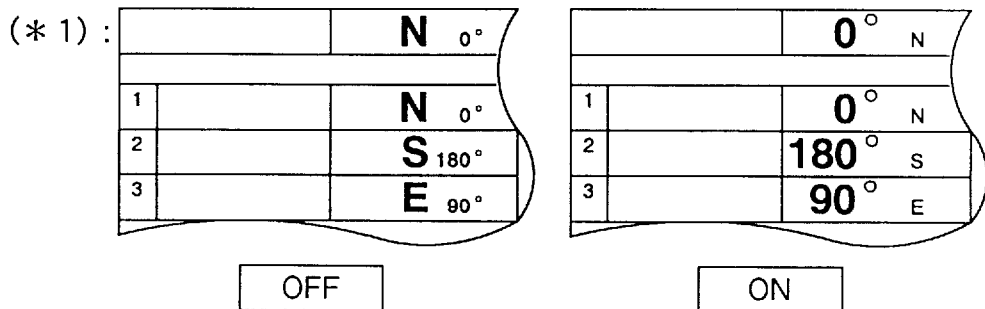 (* 1) : N 0° 0° N
1 N 0° 1 0° N
2 S 180° 2 180° S
3 E 90° 3 90° E
OFF ON